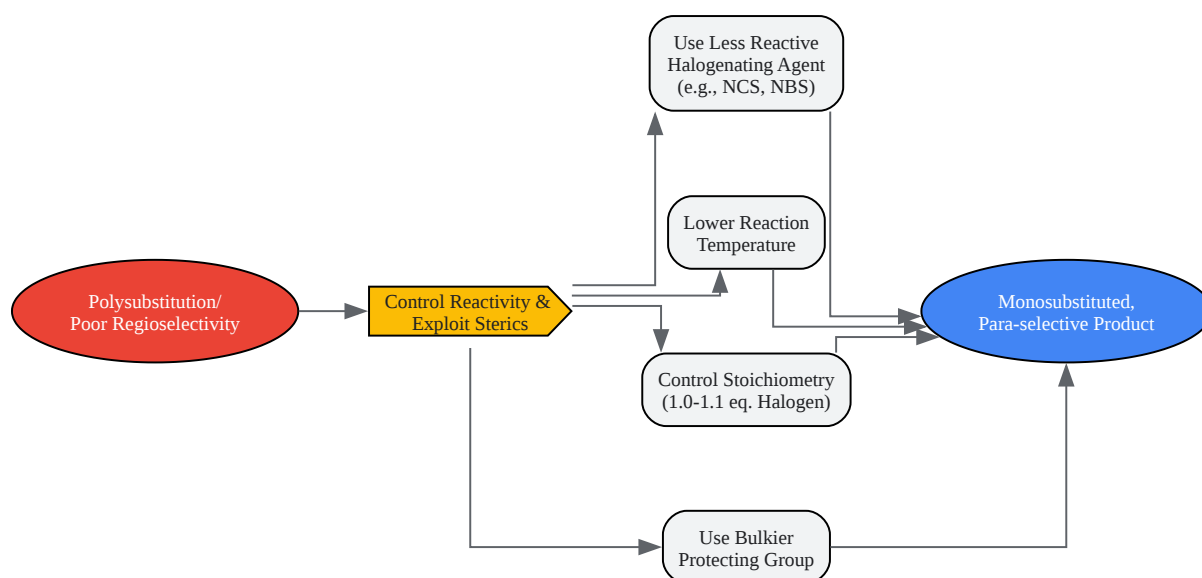 Use Less Reactive
Halogenating Agent
(e.g., NCS, NBS)
Lower Reaction
Temperature
Polysubstitution/
Poor Regioselectivity
Control Reactivity &
Exploit Sterics
Monosubstituted,
Para-selective Product
Control Stoichiometry
(1.0-1.1 eq. Halogen)
Use Bulkier
Protecting Group